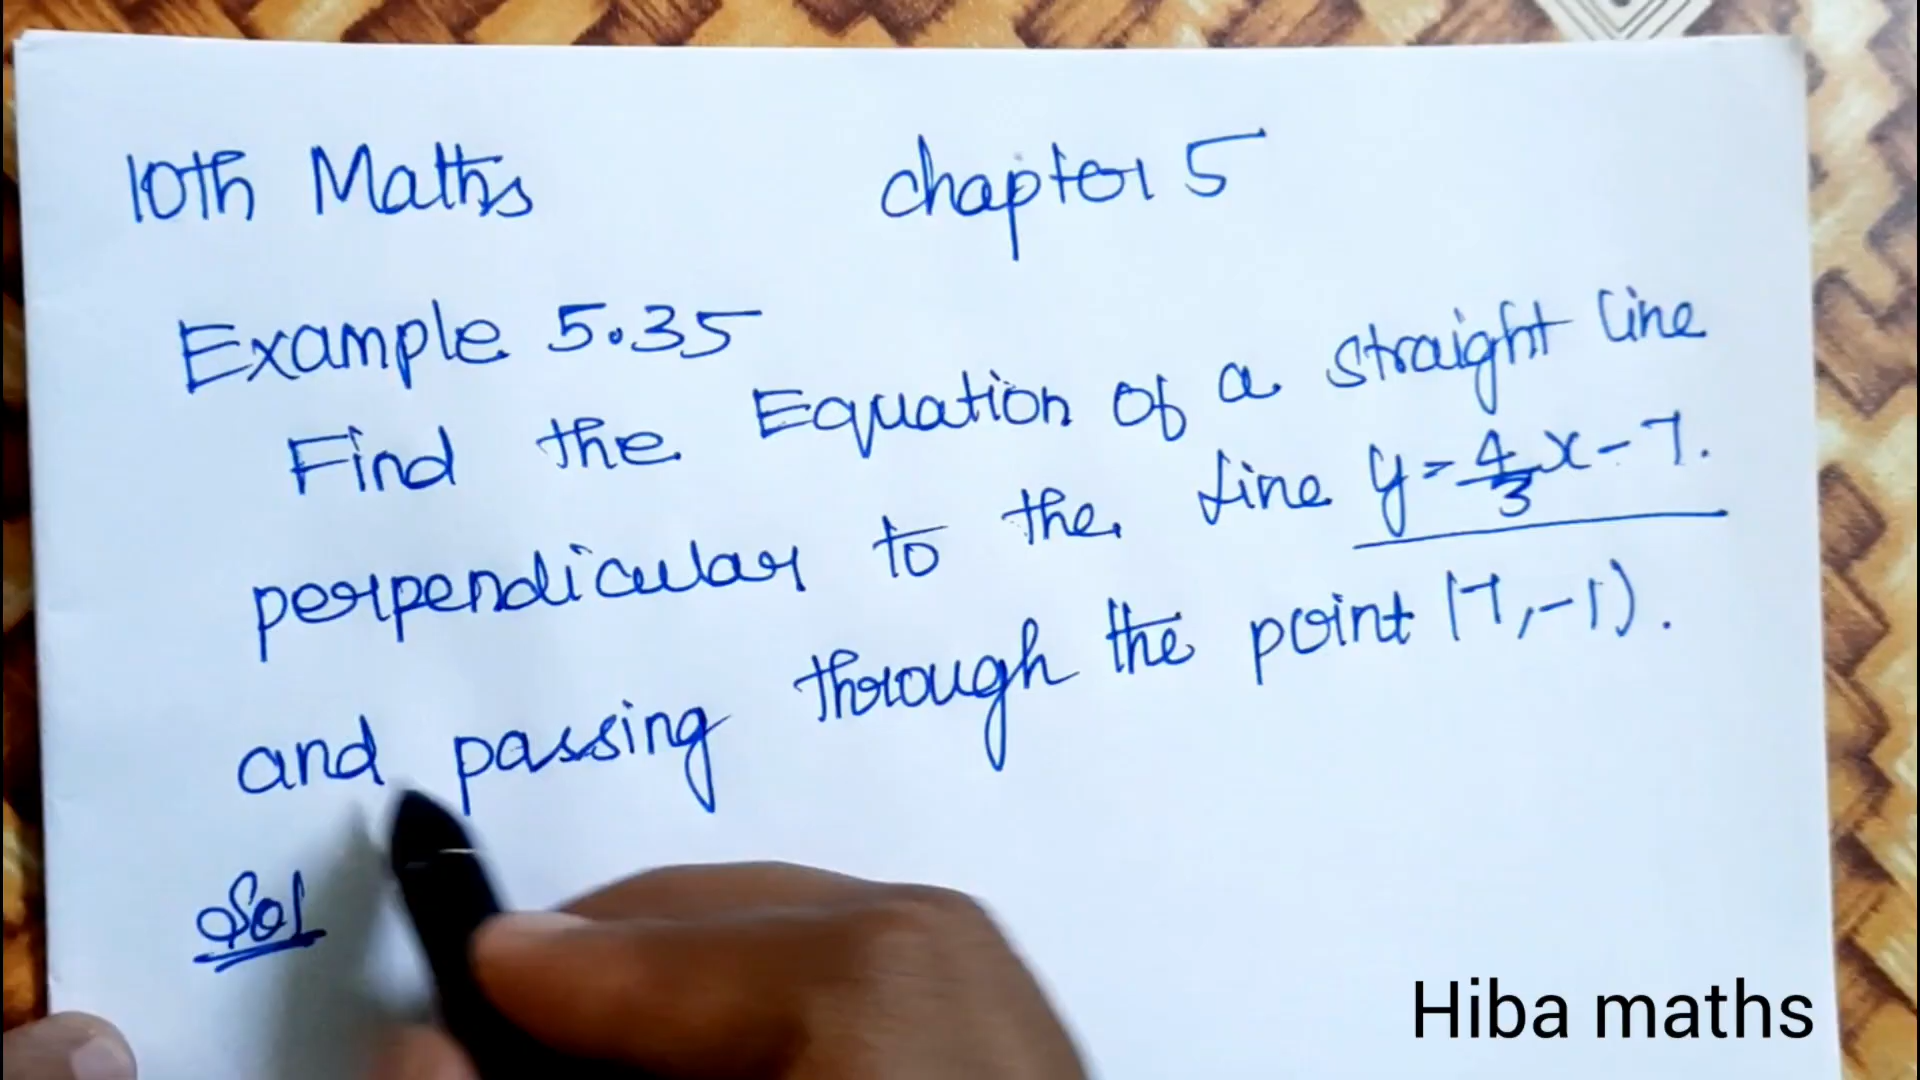 10th Maths chapter 5
Example 5.35
Find the Equation of a straight line
perpendicular to the line y = 4/3 x - 7.
and passing through the point (7, -1).
Sol
Hiba maths